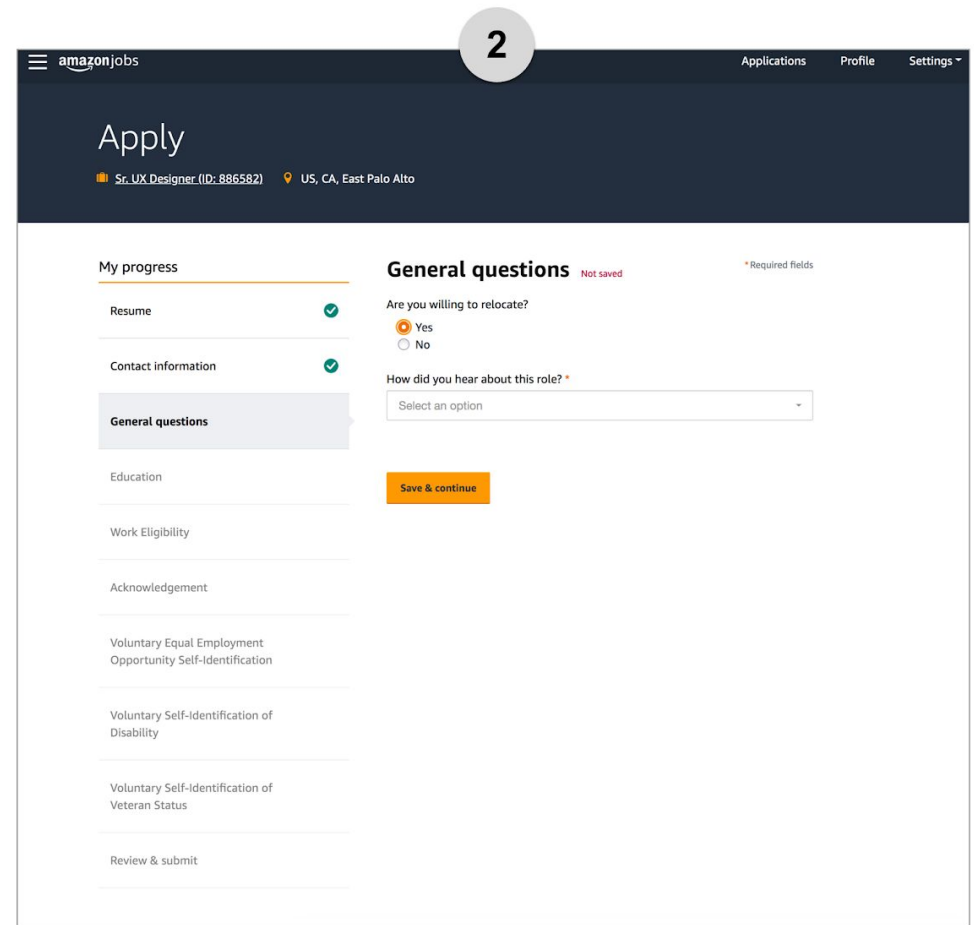 2
amazonjobs
Applications Profile Settings
Apply
Sr. UX Designer (ID: 886582) US, CA, East Palo Alto
My progress
Resume
Contact information
General questions
Education
Work Eligibility
Acknowledgement
Voluntary Equal Employment
Opportunity Self-Identification
Voluntary Self-Identification of
Disability
Voluntary Self-Identification of
Veteran Status
Review & submit
General questions Not saved
* Required fields
Are you willing to relocate?
Yes
No
How did you hear about this role? *
Select an option
Save & continue